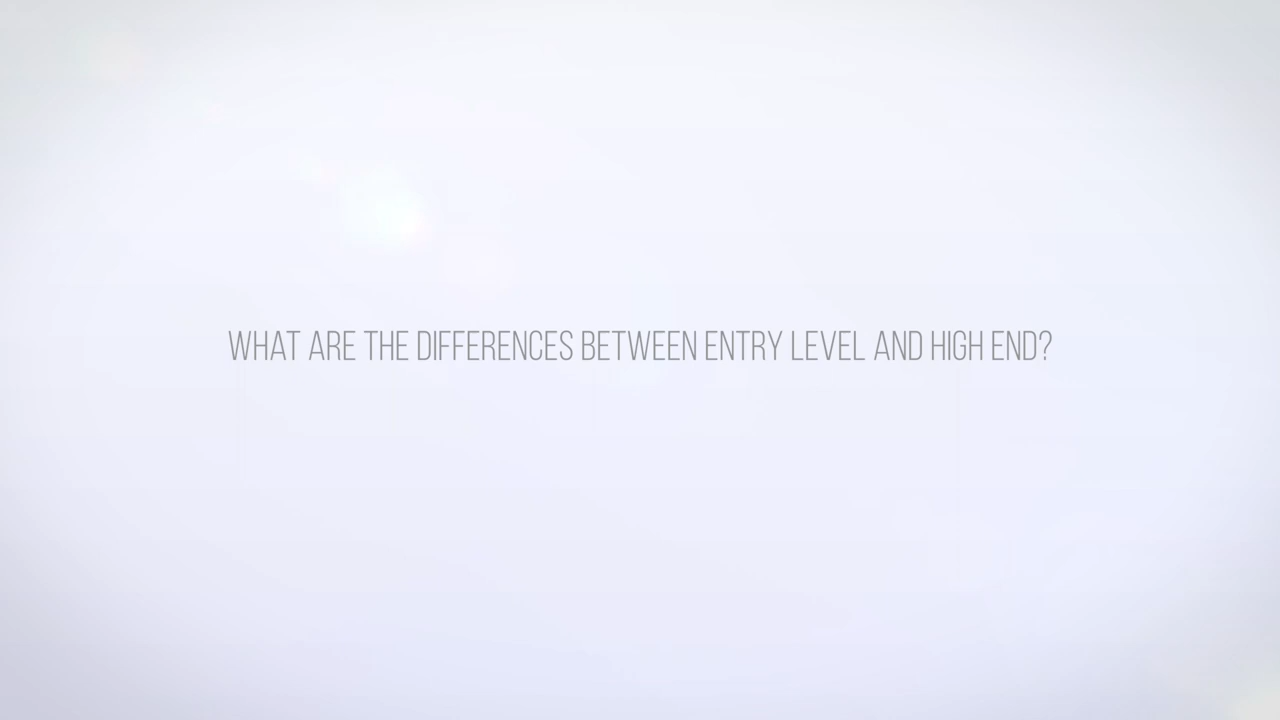 WHAT ARE THE DIFFERENCES BETWEEN ENTRY LEVEL AND HIGH END?